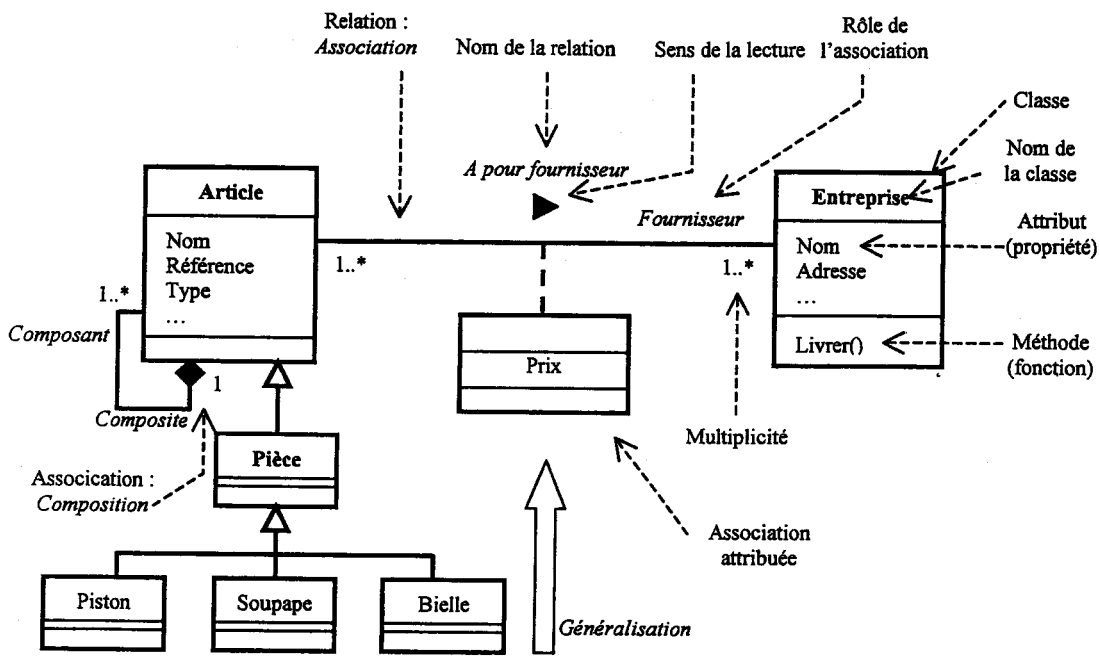 Relation :
Association
Nom de la relation
Sens de la lecture
Rôle de
l’association
Classe
Nom de
la classe
Attribut
(propriété)
Méthode
(fonction)
A pour fournisseur
Fournisseur
Article
Nom
Référence
Type
...
1..*
1..*
1..*
Entreprise
Nom
Adresse
...
Livrer()
Composant
1
Composite
Prix
Multiplicité
Pièce
Assocication :
Composition
Association
attribuée
Piston
Soupape
Bielle
Généralisation